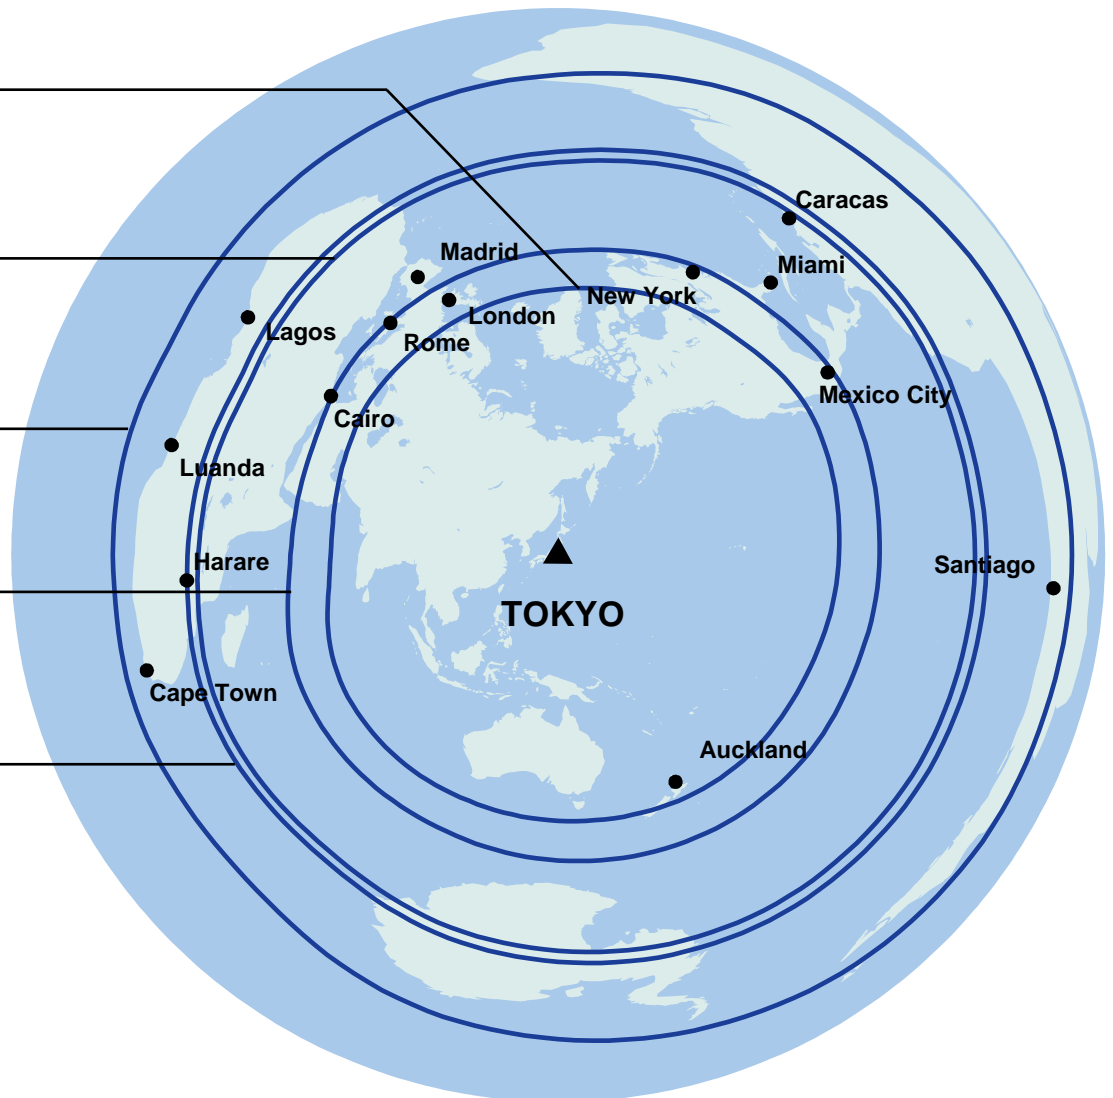 Caracas
Madrid
Miami
New York
London
Lagos
Rome
Mexico City
Cairo
Luanda
Harare
Santiago
TOKYO
Cape Town
Auckland